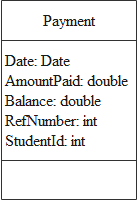 Payment
Date: Date
AmountPaid: double
Balance: double
RefNumber: int
StudentId: int